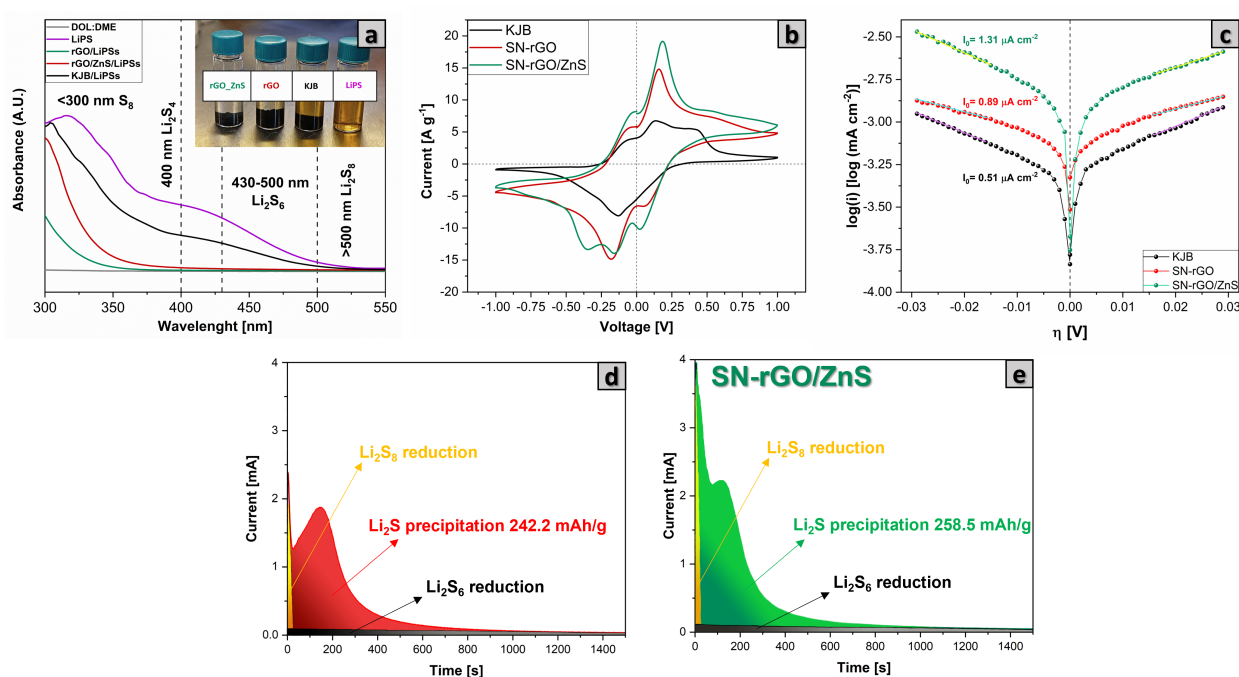 a
DOL:DME
LiPS
rGO/LiPSs
rGO/ZnS/LiPSs
KJB/LiPSs
rGO_ZnS
rGO
KJB
LiPS
<300 nm S₈
400 nm Li₂S₄
430-500 nm
Li₂S₆
>500 nm Li₂S₈
Absorbance (A.U.)
300
350
400
450
500
550
Wavelenght [nm]
b
KJB
SN-rGO
SN-rGO/ZnS
Current [A g⁻¹]
20
15
10
5
0
-5
-10
-15
-20
-1.00
-0.75
-0.50
-0.25
0.00
0.25
0.50
0.75
1.00
Voltage [V]
c
I₀= 1.31 µA cm⁻²
I₀= 0.89 µA cm⁻²
I₀= 0.51 µA cm⁻²
log(i) [log (mA cm⁻²)]
-2.50
-2.75
-3.00
-3.25
-3.50
-3.75
-4.00
KJB
SN-rGO
SN-rGO/ZnS
-0.03
-0.02
-0.01
0.00
0.01
0.02
0.03
η [V]
d
Li₂S₈ reduction
Li₂S precipitation 242.2 mAh/g
Li₂S₆ reduction
Current [mA]
4
3
2
1
0.0
0
200
400
600
800
1000
1200
1400
Time [s]
e
SN-rGO/ZnS
Li₂S₈ reduction
Li₂S precipitation 258.5 mAh/g
Li₂S₆ reduction
Current [mA]
4
3
2
1
0
0
200
400
600
800
1000
1200
1400
Time [s]